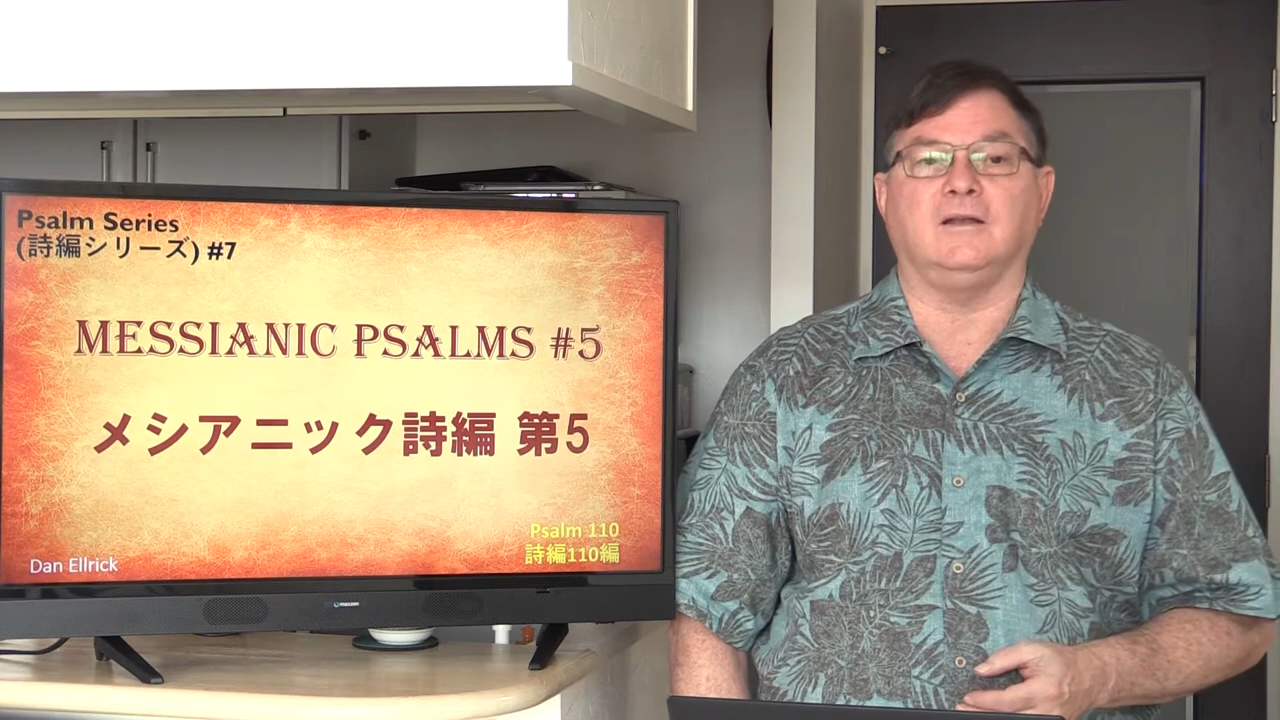 Psalm Series
(詩編シリーズ) #7
MESSIANIC PSALMS #5
メシアニック詩編 第5
Psalm 110
詩編110編
Dan Ellrick
maxzen